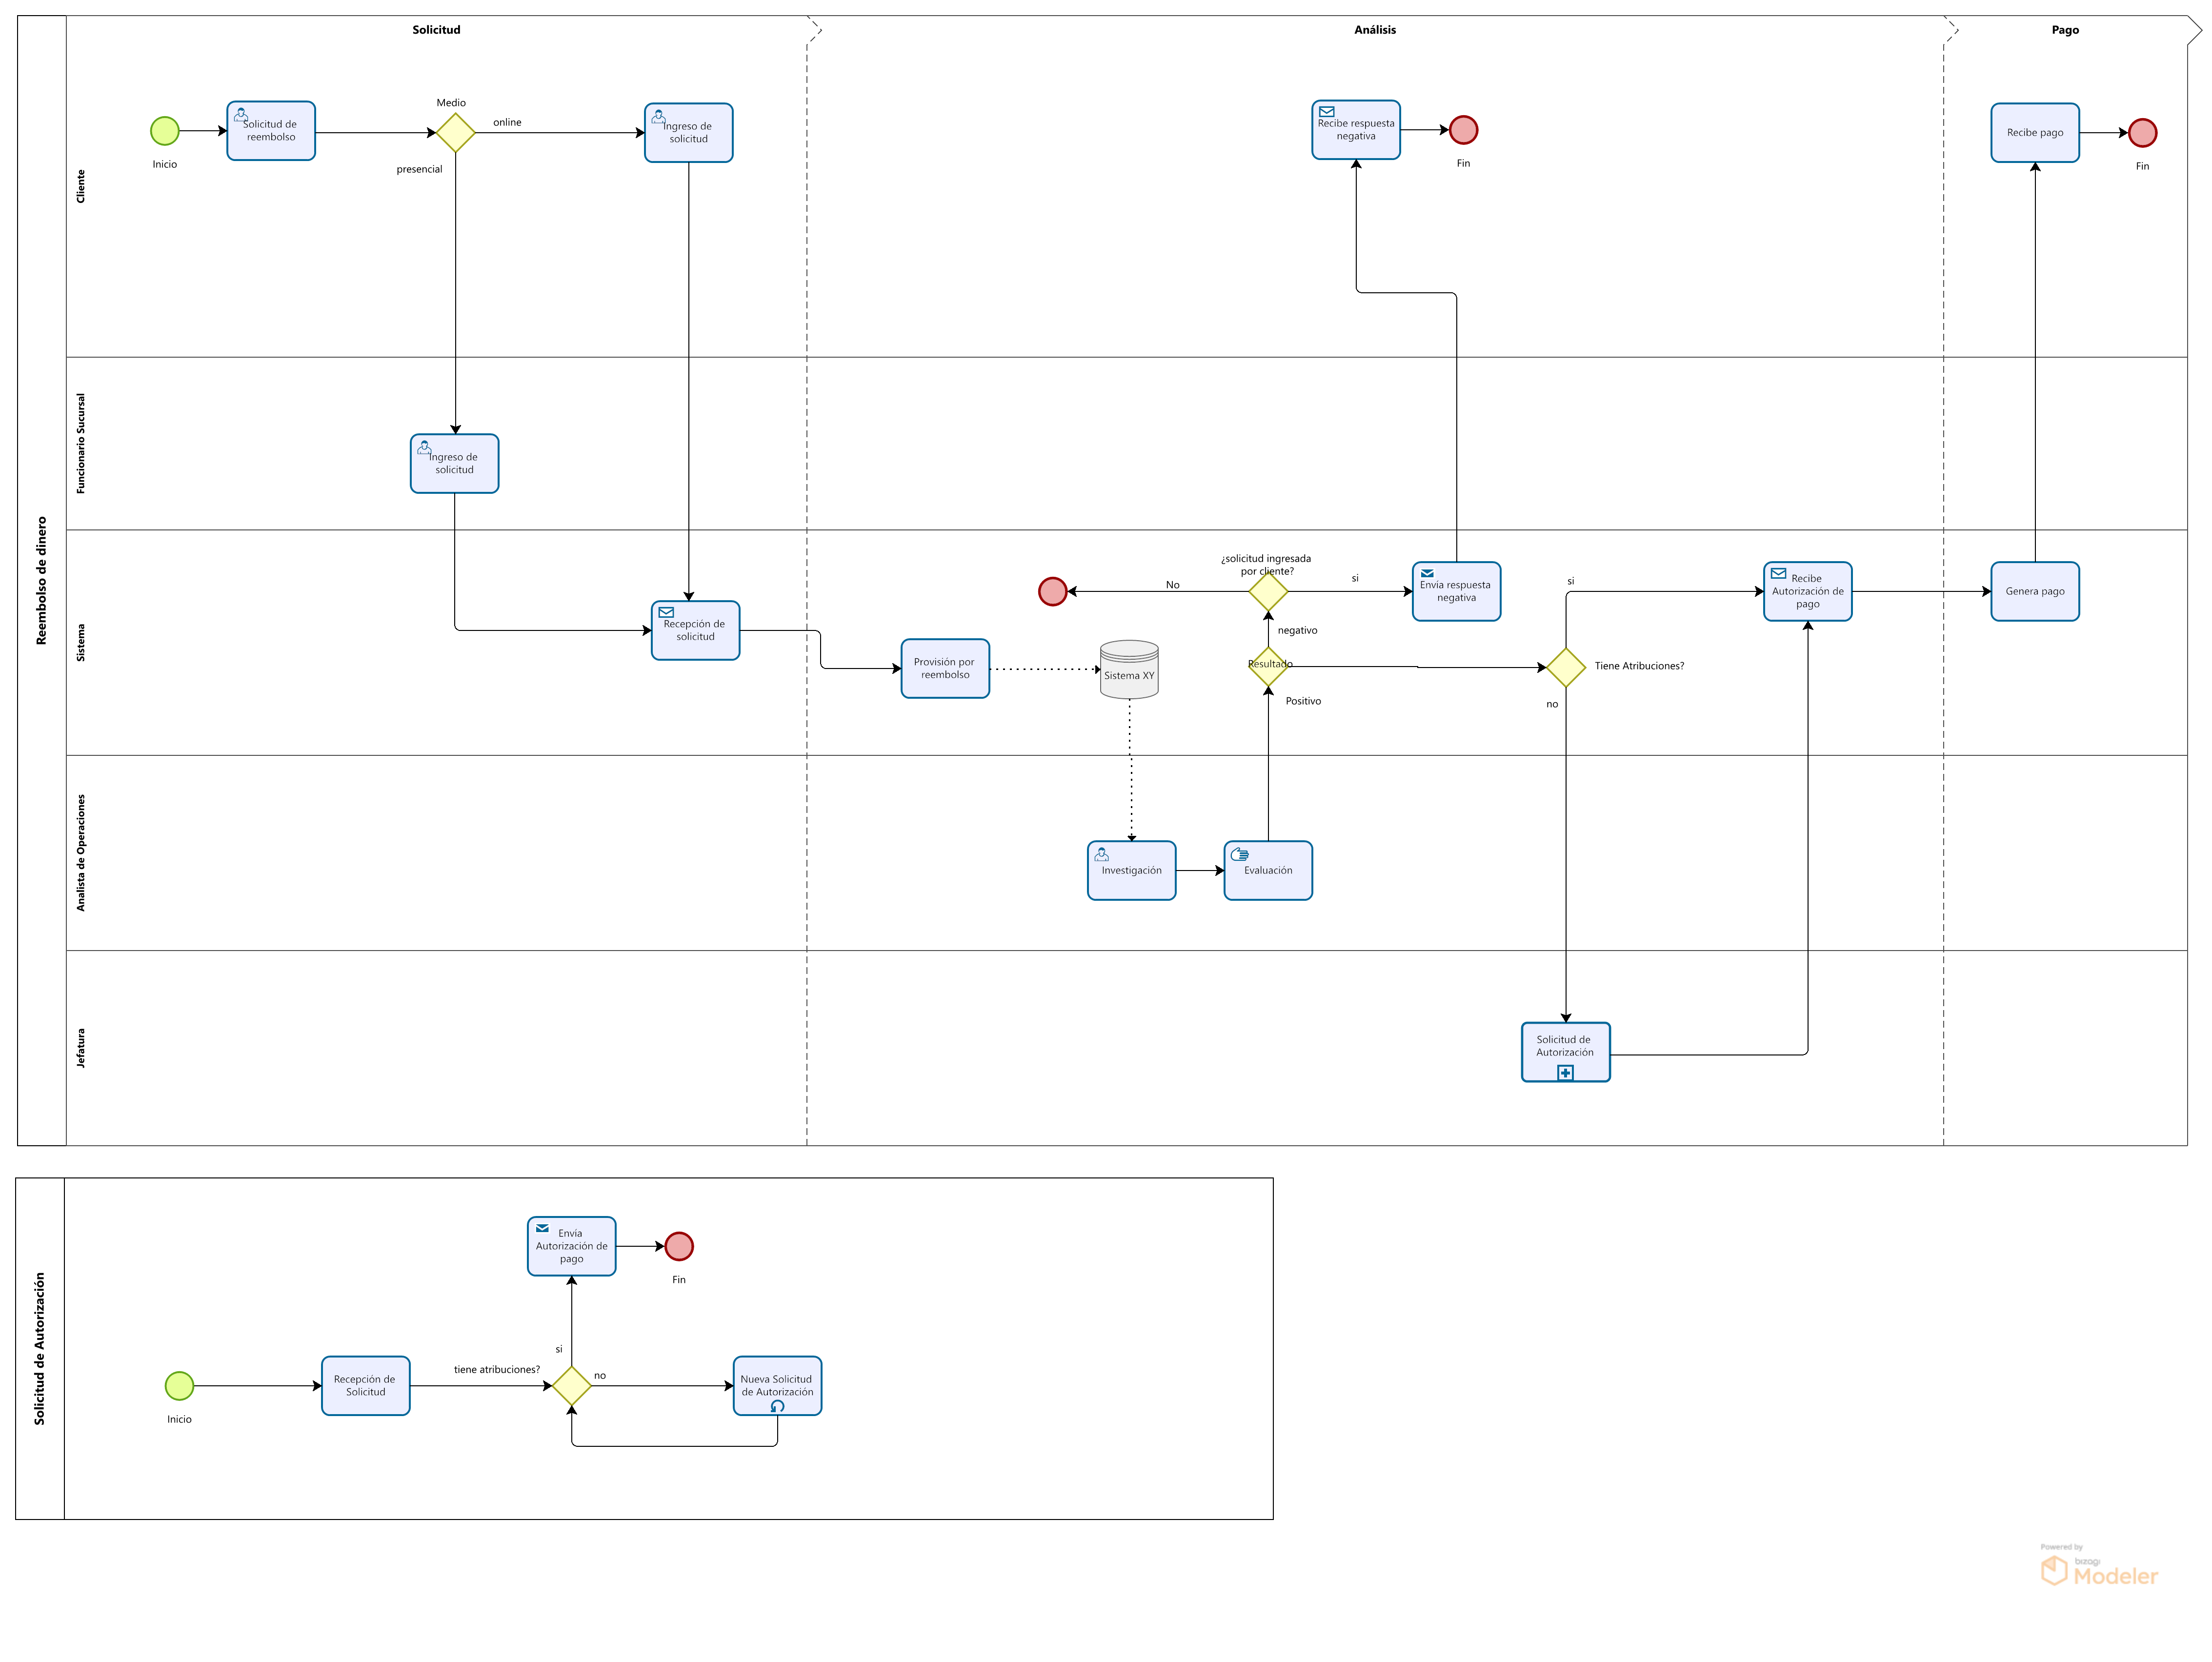 Solicitud
Análisis
Pago
Reembolso de dinero
Cliente
Inicio
Solicitud de
reembolso
Medio
online
presencial
Ingreso de
solicitud
Recibe respuesta
negativa
Fin
Recibe pago
Fin
Funcionario Sucursal
Ingreso de
solicitud
Sistema
Recepción de
solicitud
Provisión por
reembolso
Sistema XY
No
¿solicitud ingresada
por cliente?
si
Envia respuesta
negativa
negativo
Resultado
Positivo
si
Tiene Atribuciones?
no
Recibe
Autorización de
pago
Genera pago
Analista de Operaciones
Investigación
Evaluación
Jefatura
Solicitud de
Autorización
Solicitud de Autorización
Inicio
Recepción de
Solicitud
tiene atribuciones?
si
no
Envía
Autorización de
pago
Fin
Nueva Solicitud
de Autorización
Powered by
bizagi
Modeler